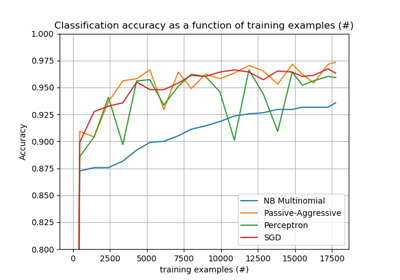 Classification accuracy as a function of training examples (#)
1.000
0.975
0.950
0.925
0.900
0.875
0.850
0.825
0.800
Accuracy
NB Multinomial
Passive-Aggressive
Perceptron
SGD
0 2500 5000 7500 10000 12500 15000 17500
training examples (#)